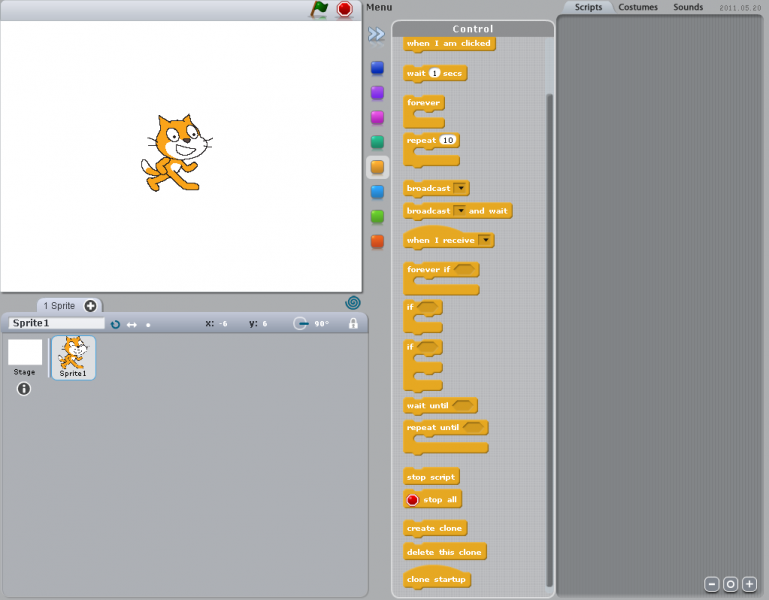 Menu
Scripts Costumes Sounds 2011.05.20
Control
when I am clicked
wait 1 secs
forever
repeat 10
broadcast
broadcast and wait
when I receive
forever if
if
if
wait until
repeat until
stop script
stop all
create clone
delete this clone
clone startup
1 Sprite
Sprite1
x: -6 y: 6 90°
Stage
Sprite1